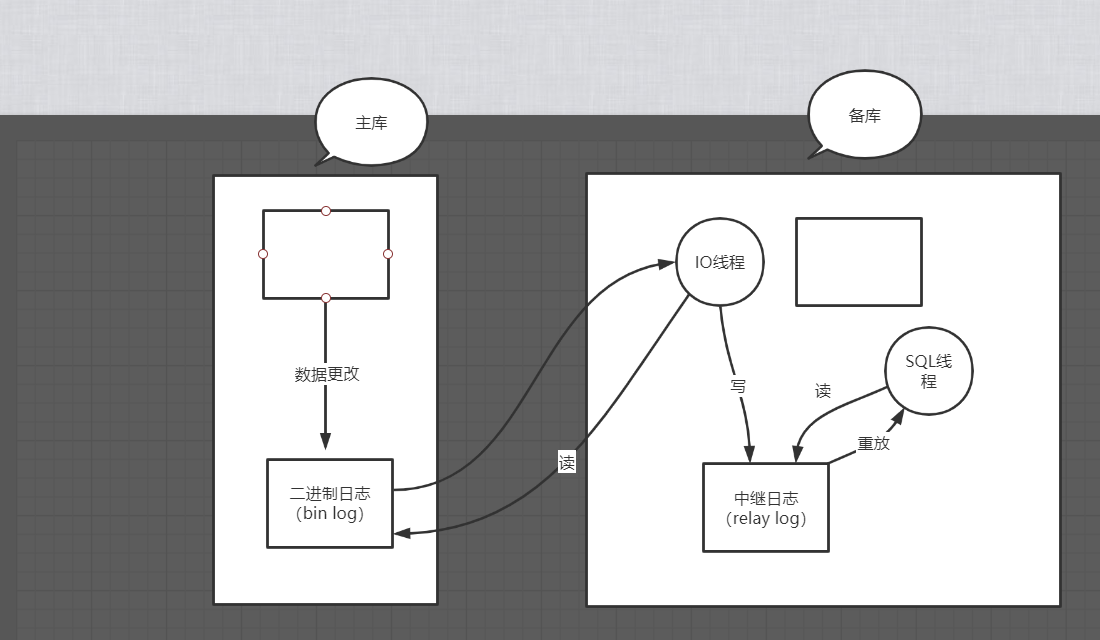 主库
备库
IO线程
SQL线
程
数据更改
写
读
重放
读
二进制日志
（bin log）
中继日志
（relay log）